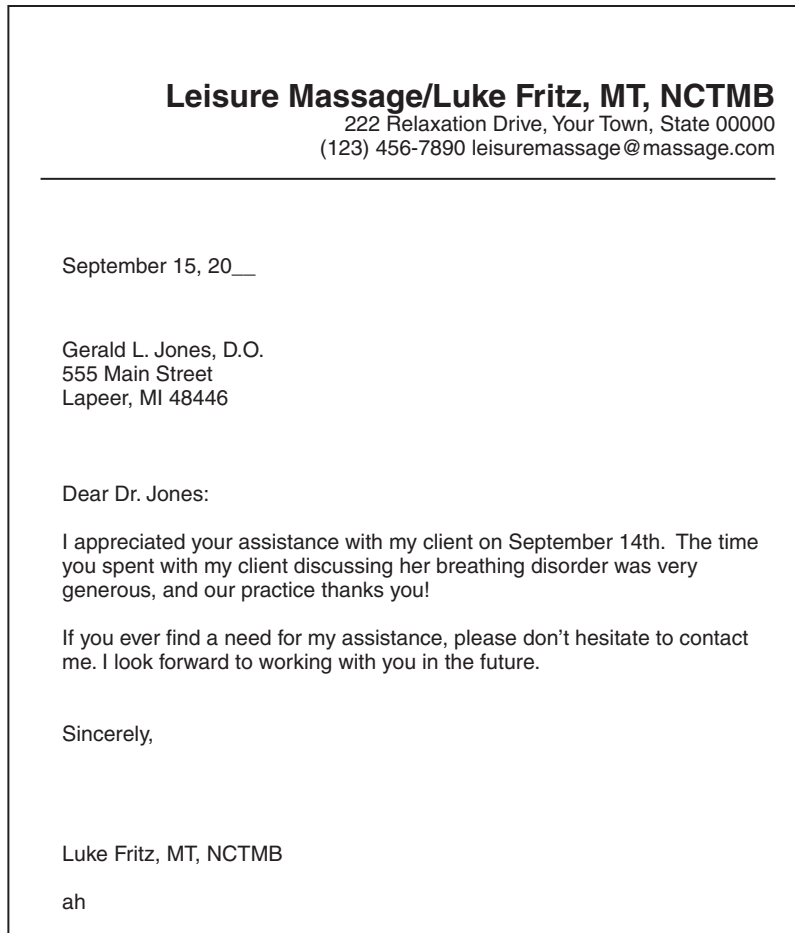 Leisure Massage/Luke Fritz, MT, NCTMB
222 Relaxation Drive, Your Town, State 00000
(123) 456-7890 leisuremassage@massage.com
September 15, 20__
Gerald L. Jones, D.O.
555 Main Street
Lapeer, MI 48446
Dear Dr. Jones:
I appreciated your assistance with my client on September 14th.  The time
you spent with my client discussing her breathing disorder was very
generous, and our practice thanks you!
If you ever find a need for my assistance, please don’t hesitate to contact
me. I look forward to working with you in the future.
Sincerely,
Luke Fritz, MT, NCTMB
ah